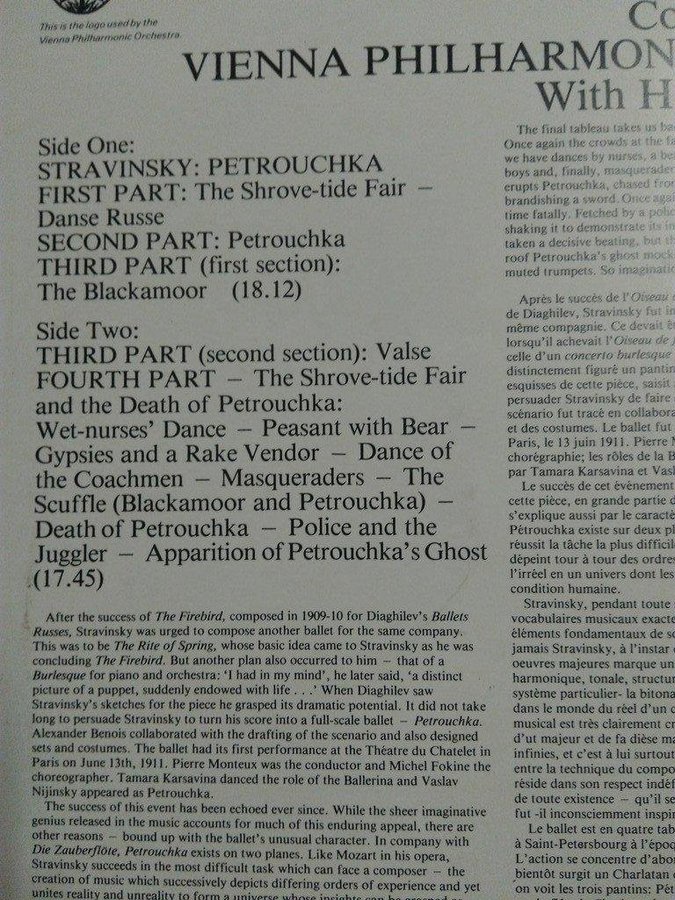 This is the logo used by the
Vienna Philharmonic Orchestra.
Co
VIENNA PHILHARMON
With H
Side One:
STRAVINSKY: PETROUCHKA
FIRST PART: The Shrove-tide Fair –
Danse Russe
SECOND PART: Petrouchka
THIRD PART (first section):
The Blackamoor (18.12)
Side Two:
THIRD PART (second section): Valse
FOURTH PART – The Shrove-tide Fair
and the Death of Petrouchka:
Wet-nurses' Dance – Peasant with Bear –
Gypsies and a Rake Vendor – Dance of
the Coachmen – Masqueraders – The
Scuffle (Blackamoor and Petrouchka) –
Death of Petrouchka – Police and the
Juggler – Apparition of Petrouchka's Ghost
(17.45)
After the success of The Firebird, composed in 1909-10 for Diaghilev's Ballets
Russes, Stravinsky was urged to compose another ballet for the same company.
This was to be The Rite of Spring, whose basic idea came to Stravinsky as he was
concluding The Firebird. But another plan also occurred to him – that of a
Burlesque for piano and orchestra: 'I had in my mind', he later said, 'a distinct
picture of a puppet, suddenly endowed with life . . .' When Diaghilev saw
Stravinsky's sketches for the piece he grasped its dramatic potential. It did not take
long to persuade Stravinsky to turn his score into a full-scale ballet – Petrouchka.
Alexander Benois collaborated with the drafting of the scenario and also designed
sets and costumes. The ballet had its first performance at the Théatre du Chatelet in
Paris on June 13th, 1911. Pierre Monteux was the conductor and Michel Fokine the
choreographer. Tamara Karsavina danced the role of the Ballerina and Vaslav
Nijinsky appeared as Petrouchka.
The success of this event has been echoed ever since. While the sheer imaginative
genius released in the music accounts for much of this enduring appeal, there are
other reasons – bound up with the ballet's unusual character. In company with
Die Zauberflöte, Petrouchka exists on two planes. Like Mozart in his opera,
Stravinsky succeeds in the most difficult task which can face a composer – the
creation of music which successively depicts differing orders of experience and yet
unites reality and unreality to form a universe whose insights can be grasped as
The final tableau takes us ba
Once again the crowds at the fa
we have dances by nurses, a be
boys and, finally, masquerader
erupts Petrouchka, chased from
brandishing a sword. Once agai
time fatally. Fetched by a polic
shaking it to demonstrate its in
taken a decisive beating, but th
roof Petrouchka's ghost mock
muted trumpets. So imaginatio
Après le succès de l'Oiseau
de Diaghilev, Stravinsky fut in
même compagnie. Ce devait êt
lorsqu'il achevait l'Oiseau de
celle d'un concerto burlesque
distinctement figuré un pantin
esquisses de cette pièce, saisit
persuader Stravinsky de faire
scénario fut tracé en collabora
et des costumes. Le ballet fut
Paris, le 13 juin 1911. Pierre M
chorégraphie; les rôles de la B
par Tamara Karsavina et Vasl
Le succès de cet évènement
cette pièce, en grande partie d
s'explique aussi par le caractè
Pétrouchka existe sur deux pl
réussit la tâche la plus difficil
dépeint tour à tour des ordres
l'irréel en un univers dont les
condition humaine.
Stravinsky, pendant toute
vocabulaires musicaux exacte
éléments fondamentaux de so
jamais Stravinsky, à l'instar
oeuvres majeures marque un
harmonique, tonale, structur
système particulier- la bitona
dans le monde du réel d'un c
musical est très clairement cr
d'ut majeur et de fa dièse ma
infinies, et c'est à lui surtout
entre la technique du compo
réside dans son respect indéf
de toute existence – qu'il se
fut -il inconsciemment inspir
Le ballet est en quatre tab
à Saint-Petersbourg à l'époq
L'action se concentre d'abor
bientôt surgit un Charlatan
on voit les trois pantins: Pét